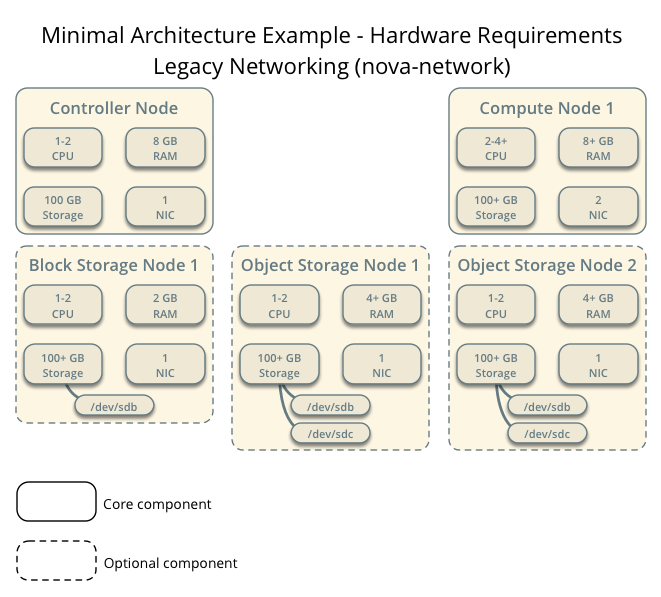 Minimal Architecture Example - Hardware Requirements
Legacy Networking (nova-network)
Controller Node
1-2
CPU
8 GB
RAM
100 GB
Storage
1
NIC
Compute Node 1
2-4+
CPU
8+ GB
RAM
100+ GB
Storage
2
NIC
Block Storage Node 1
1-2
CPU
2 GB
RAM
100+ GB
Storage
1
NIC
/dev/sdb
Object Storage Node 1
1-2
CPU
4+ GB
RAM
100+ GB
Storage
1
NIC
/dev/sdb
/dev/sdc
Object Storage Node 2
1-2
CPU
4+ GB
RAM
100+ GB
Storage
1
NIC
/dev/sdb
/dev/sdc
Core component
Optional component